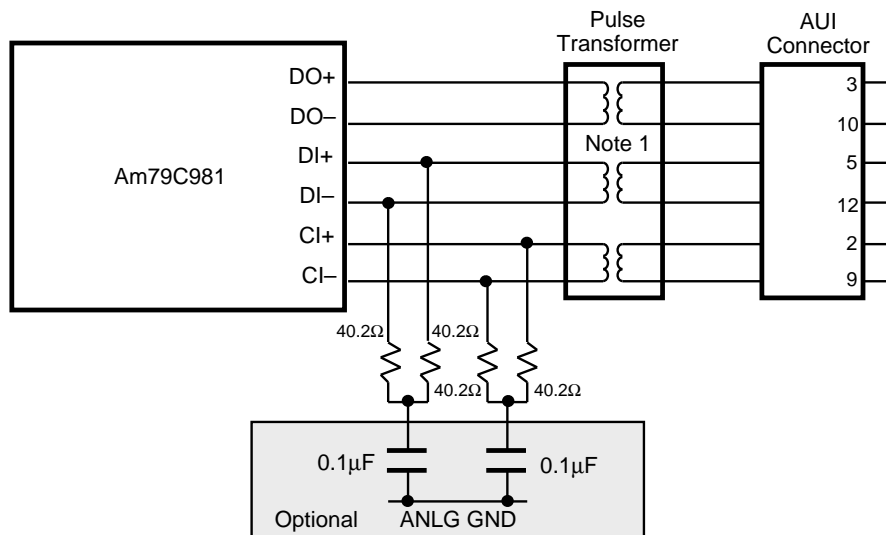 Pulse
Transformer
AUI
Connector
Am79C981
DO+
DO–
DI+
DI–
CI+
CI–
Note 1
3
10
5
12
2
9
40.2Ω
40.2Ω
40.2Ω
40.2Ω
0.1µF
0.1µF
Optional
ANLG GND